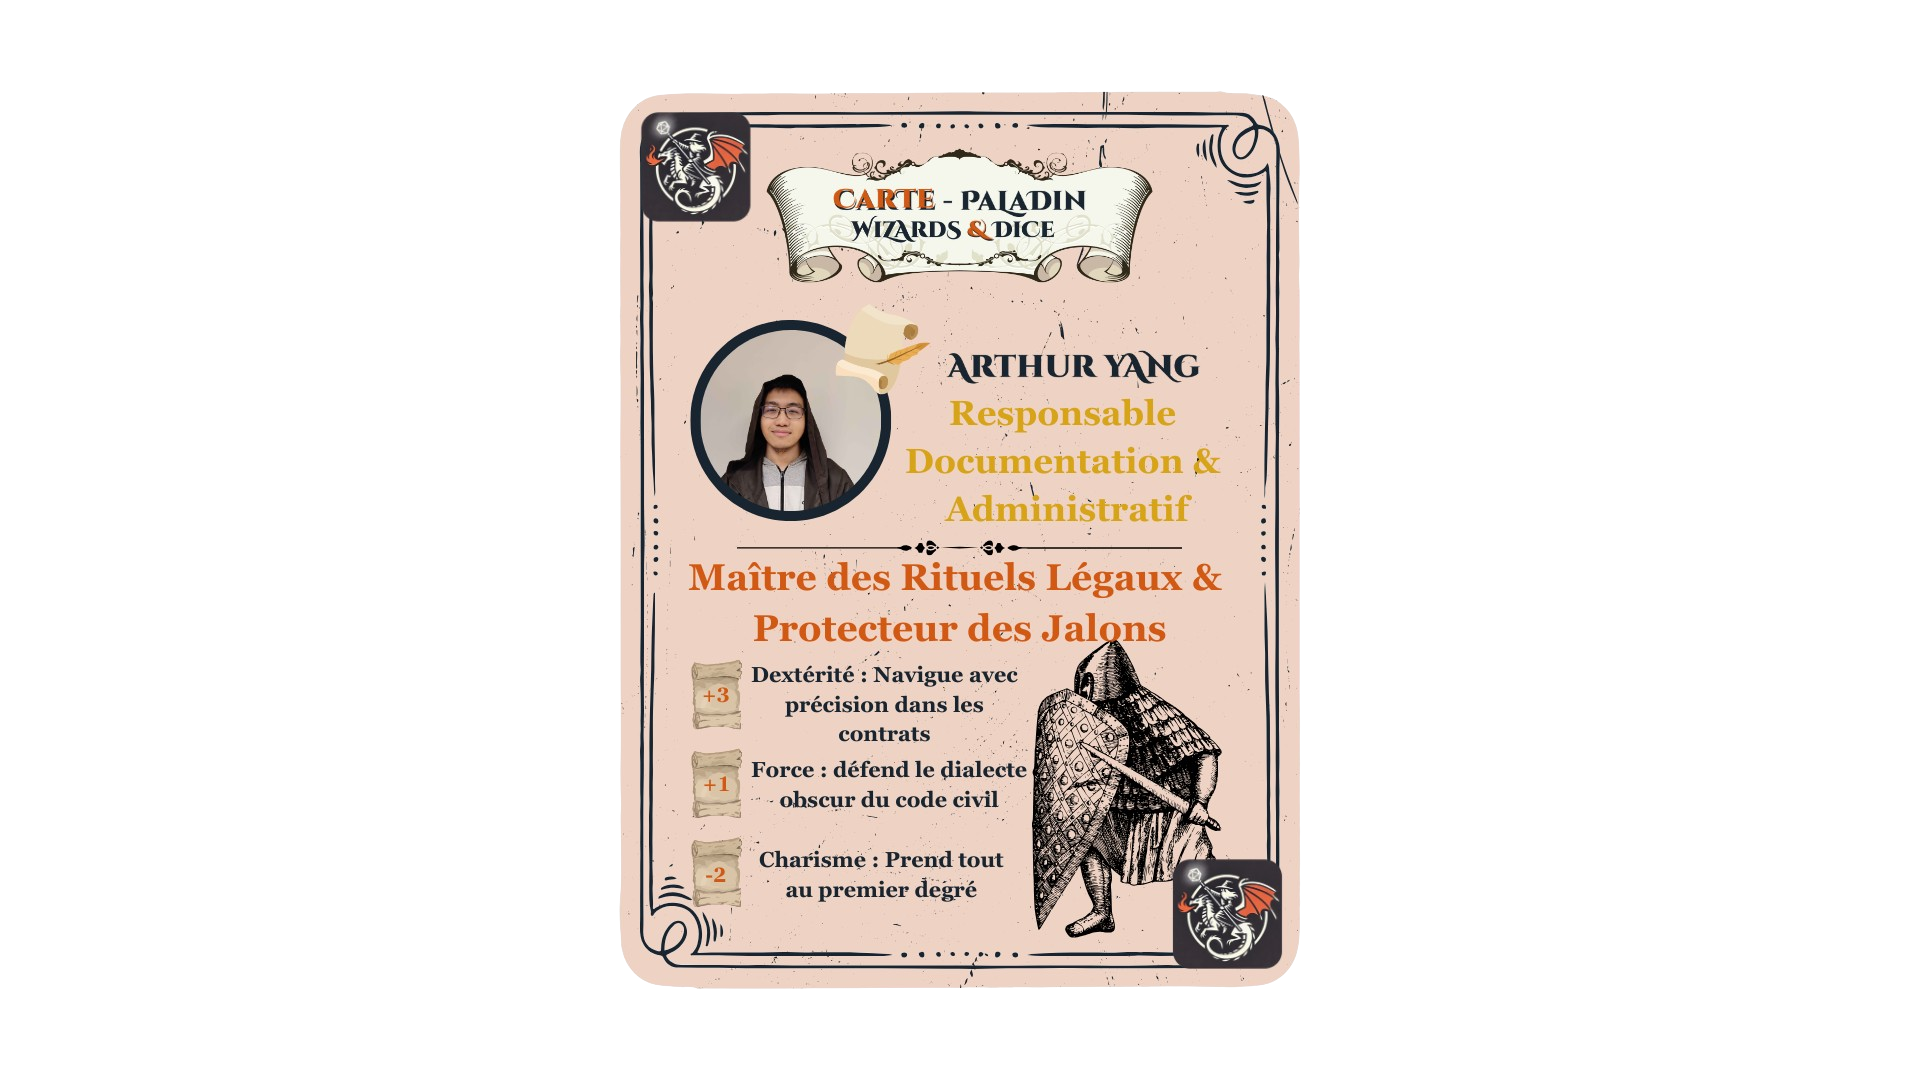 CARTE - PALADIN
WIZARDS & DICE
ARTHUR YANG
Responsable
Documentation &
Administratif
Maître des Rituels Légaux &
Protecteur des Jalons
+3
Dextérité : Navigue avec
précision dans les
contrats
+1
Force : défend le dialecte
obscur du code civil
-2
Charisme : Prend tout
au premier degré